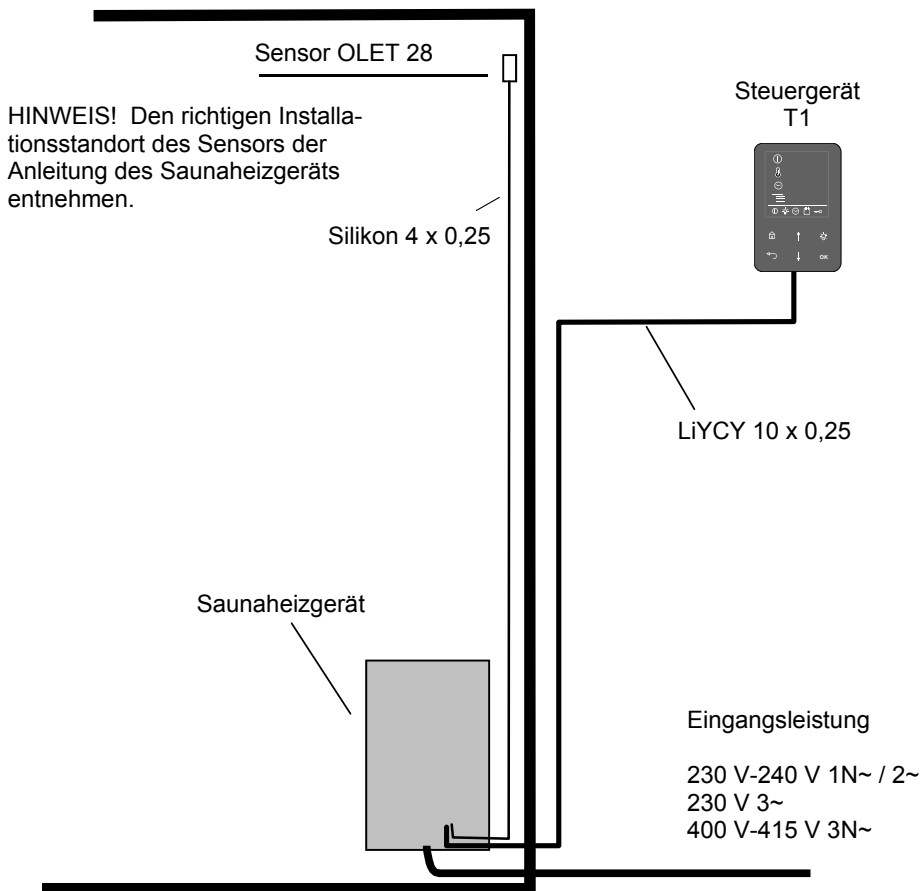 Sensor OLET 28
HINWEIS! Den richtigen Installa-
tionsstandort des Sensors der
Anleitung des Saunaheizgeräts
entnehmen.
Steuergerät
T1
OK
Silikon 4 x 0,25
LiYCY 10 x 0,25
Saunaheizgerät
Eingangsleistung
230 V-240 V 1N~ / 2~
230 V 3~
400 V-415 V 3N~